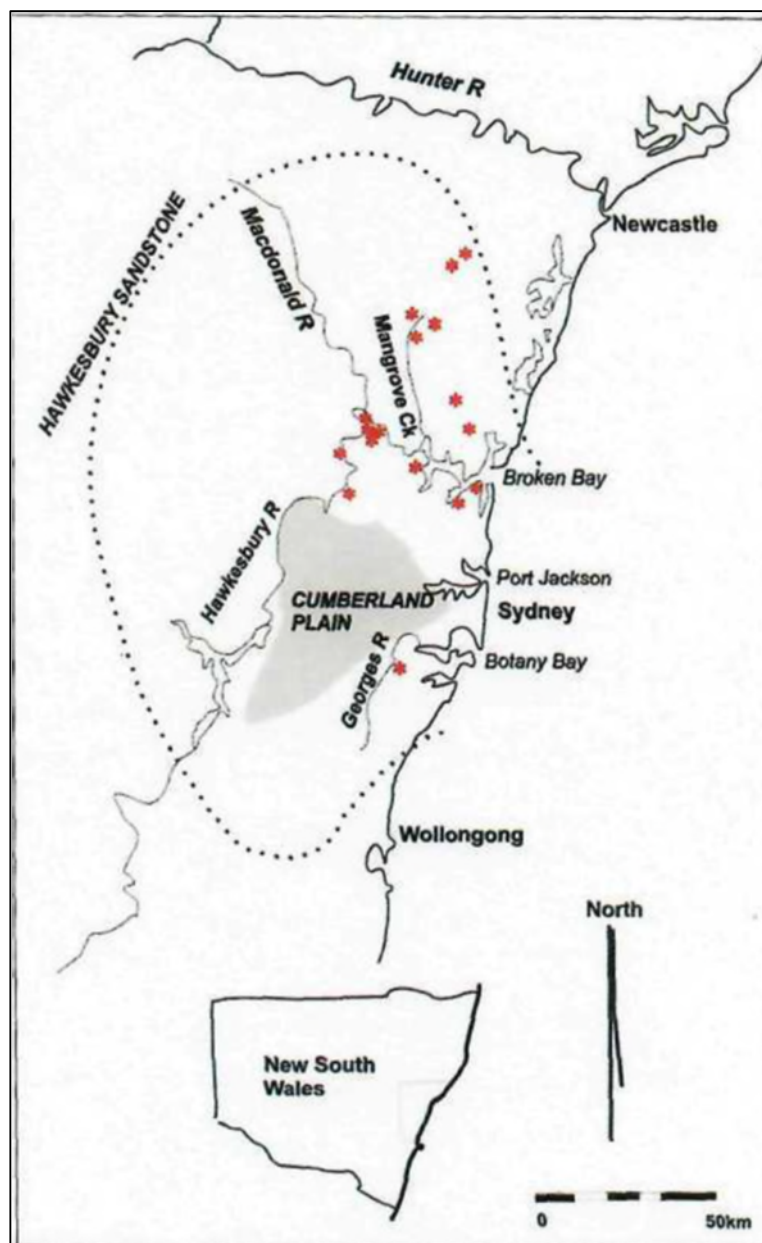 Hunter R
HAWKESBURY SANDSTONE
Macdonald R
Newcastle
Mangrove Ck
Broken Bay
Hawkesbury R
Port Jackson
CUMBERLAND
PLAIN
Sydney
Georges R
Botany Bay
Wollongong
North
New South
Wales
0 50km